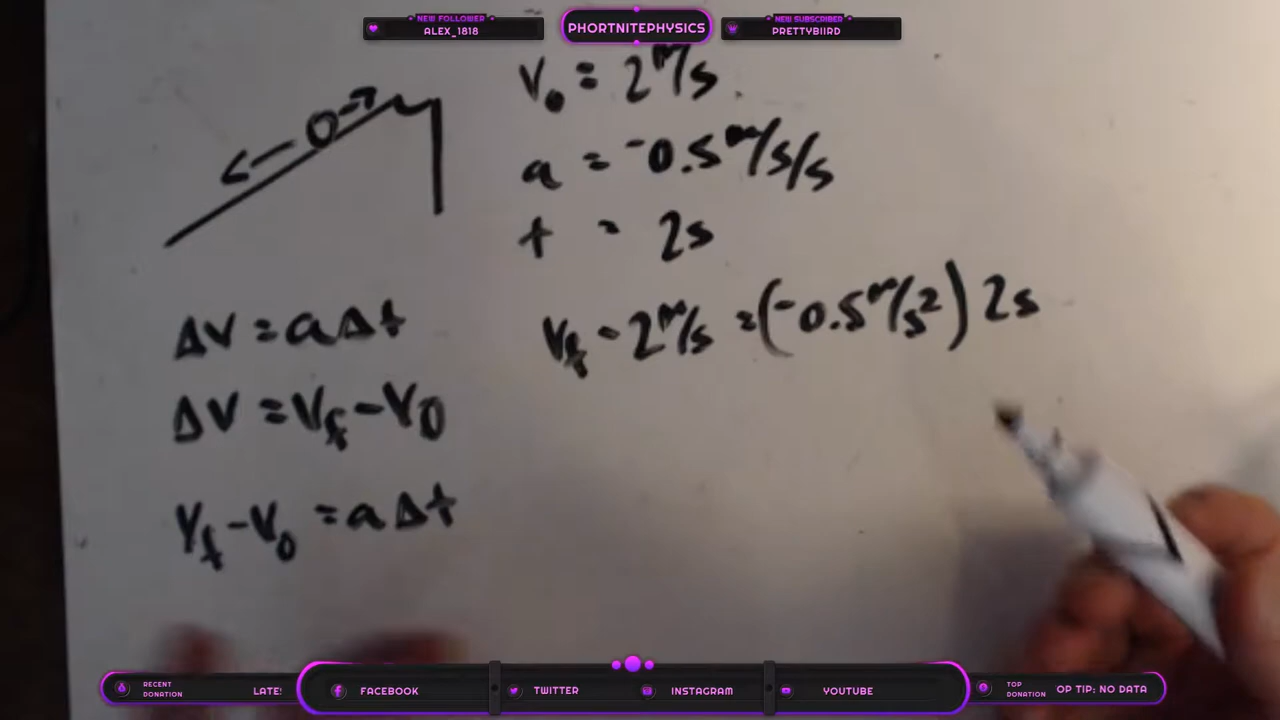 NEW FOLLOWER
ALEX_1818
PHORTNITEPHYSICS
NEW SUBSCRIBER
PRETTYBIIRD
V₀ = 2 m/s
a = -0.5 m/s/s
t = 2s
Vf - 2 m/s = (-0.5 m/s²) 2s
ΔV = aΔt
ΔV = Vf - V₀
Vf - V₀ = aΔt
RECENT DONATION
LATE!
FACEBOOK
TWITTER
INSTAGRAM
YOUTUBE
TOP DONATION
OP TIP: NO DATA